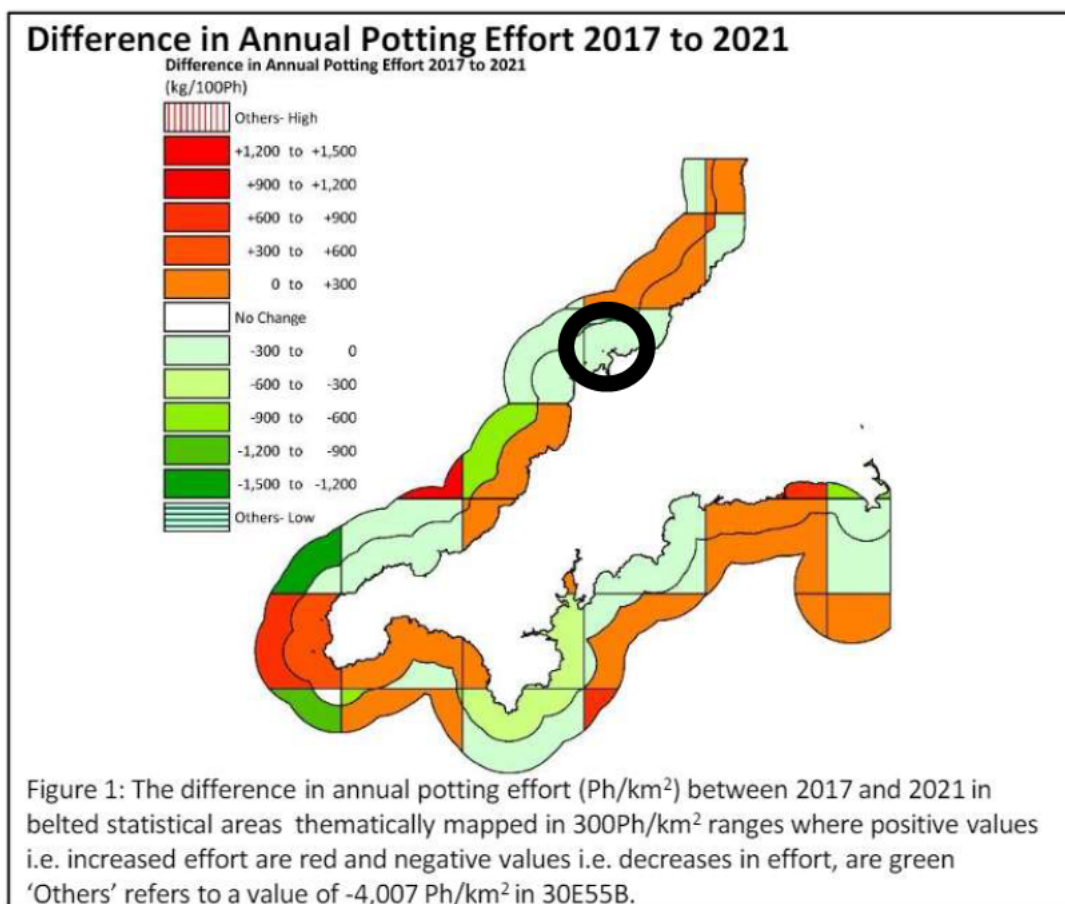 Difference in Annual Potting Effort 2017 to 2021
Difference in Annual Potting Effort 2017 to 2021
(kg/100Ph)
Others- High
+1,200 to +1,500
+900 to +1,200
+600 to +900
+300 to +600
0 to +300
No Change
-300 to 0
-600 to -300
-900 to -600
-1,200 to -900
-1,500 to -1,200
Others- Low
Figure 1: The difference in annual potting effort (Ph/km²) between 2017 and 2021 in
belted statistical areas thematically mapped in 300Ph/km² ranges where positive values
i.e. increased effort are red and negative values i.e. decreases in effort, are green
‘Others’ refers to a value of -4,007 Ph/km² in 30E55B.